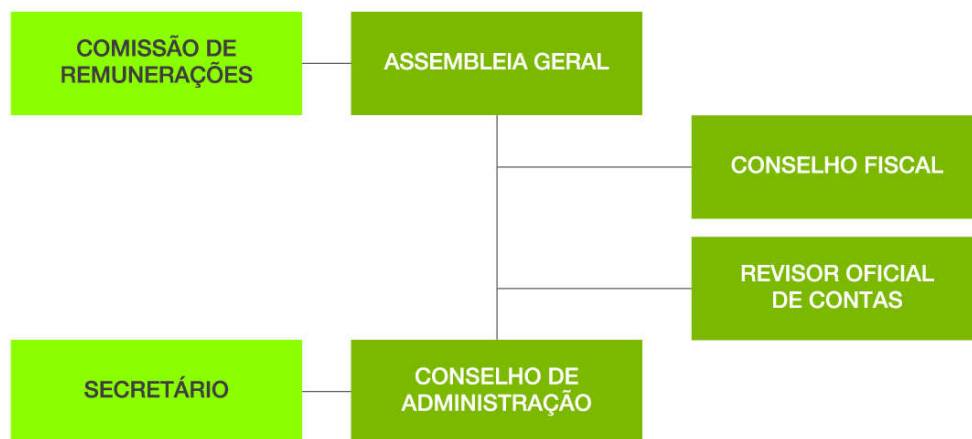 COMISSÃO DE
REMUNERAÇÕES
ASSEMBLEIA GERAL
CONSELHO FISCAL
REVISOR OFICIAL
DE CONTAS
SECRETÁRIO
CONSELHO DE
ADMINISTRAÇÃO